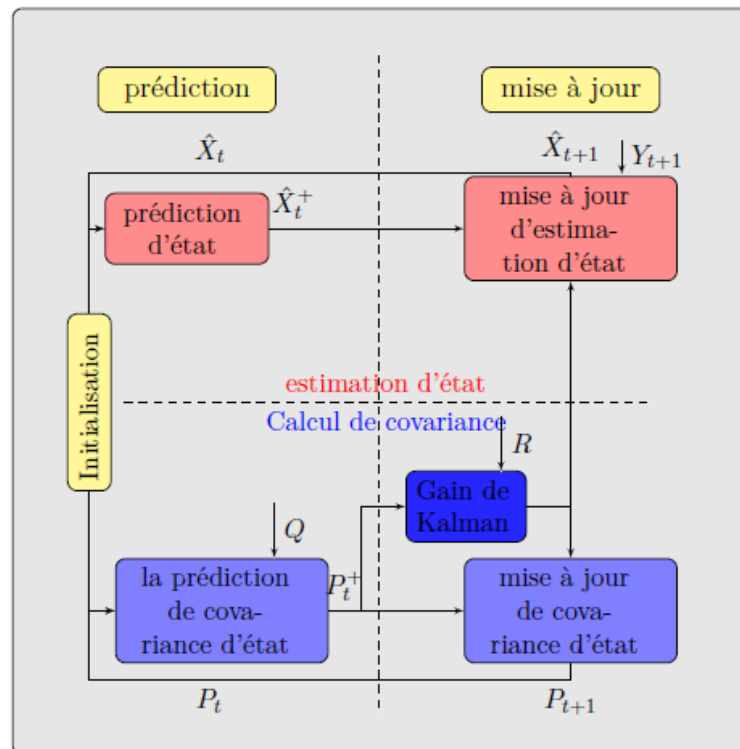 prédiction
mise à jour
X̂_t
X̂_{t+1}
Y_{t+1}
prédiction
d'état
X̂_t^+
mise à jour
d'estima-
tion d'état
Initialisation
estimation d'état
Calcul de covariance
R
Gain de
Kalman
Q
la prédiction
de cova-
riance d'état
P_t^+
mise à jour
de cova-
riance d'état
P_t
P_{t+1}